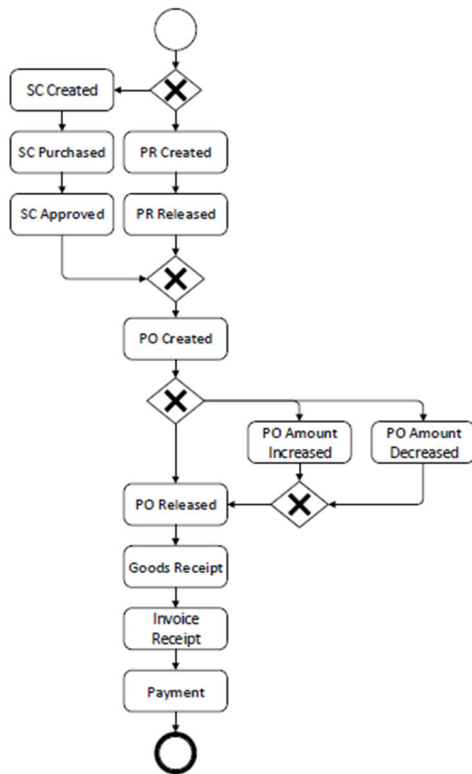 SC Created
SC Purchased
PR Created
SC Approved
PR Released
PO Created
PO Amount
Increased
PO Amount
Decreased
PO Released
Goods Receipt
Invoice
Receipt
Payment